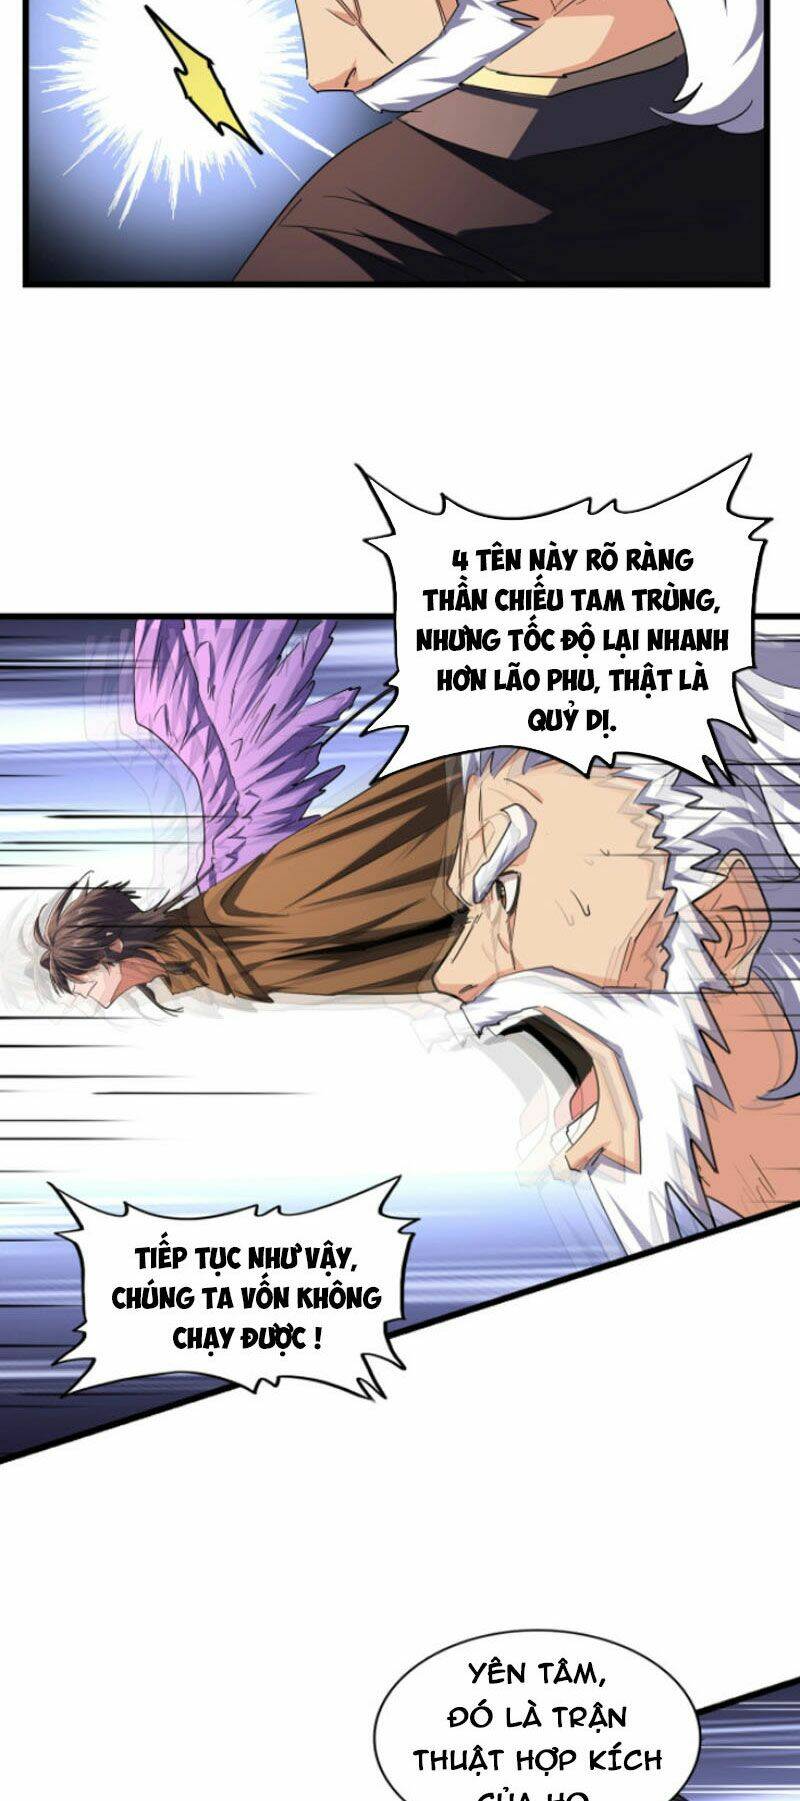 4 TÊN NÀY RÕ RÀNG
THẦN CHIẾU TAM TRÙNG,
NHƯNG TỐC ĐỘ LẠI NHANH
HƠN LÃO PHU, THẬT LÀ
QUỶ DỊ.
TIẾP TỤC NHƯ VẬY,
CHÚNG TA VỐN KHÔNG
CHẠY ĐƯỢC !
YÊN TÂM,
ĐÓ LÀ TRẬN
THUẬT HỢP KÍCH
CỦA HỌ